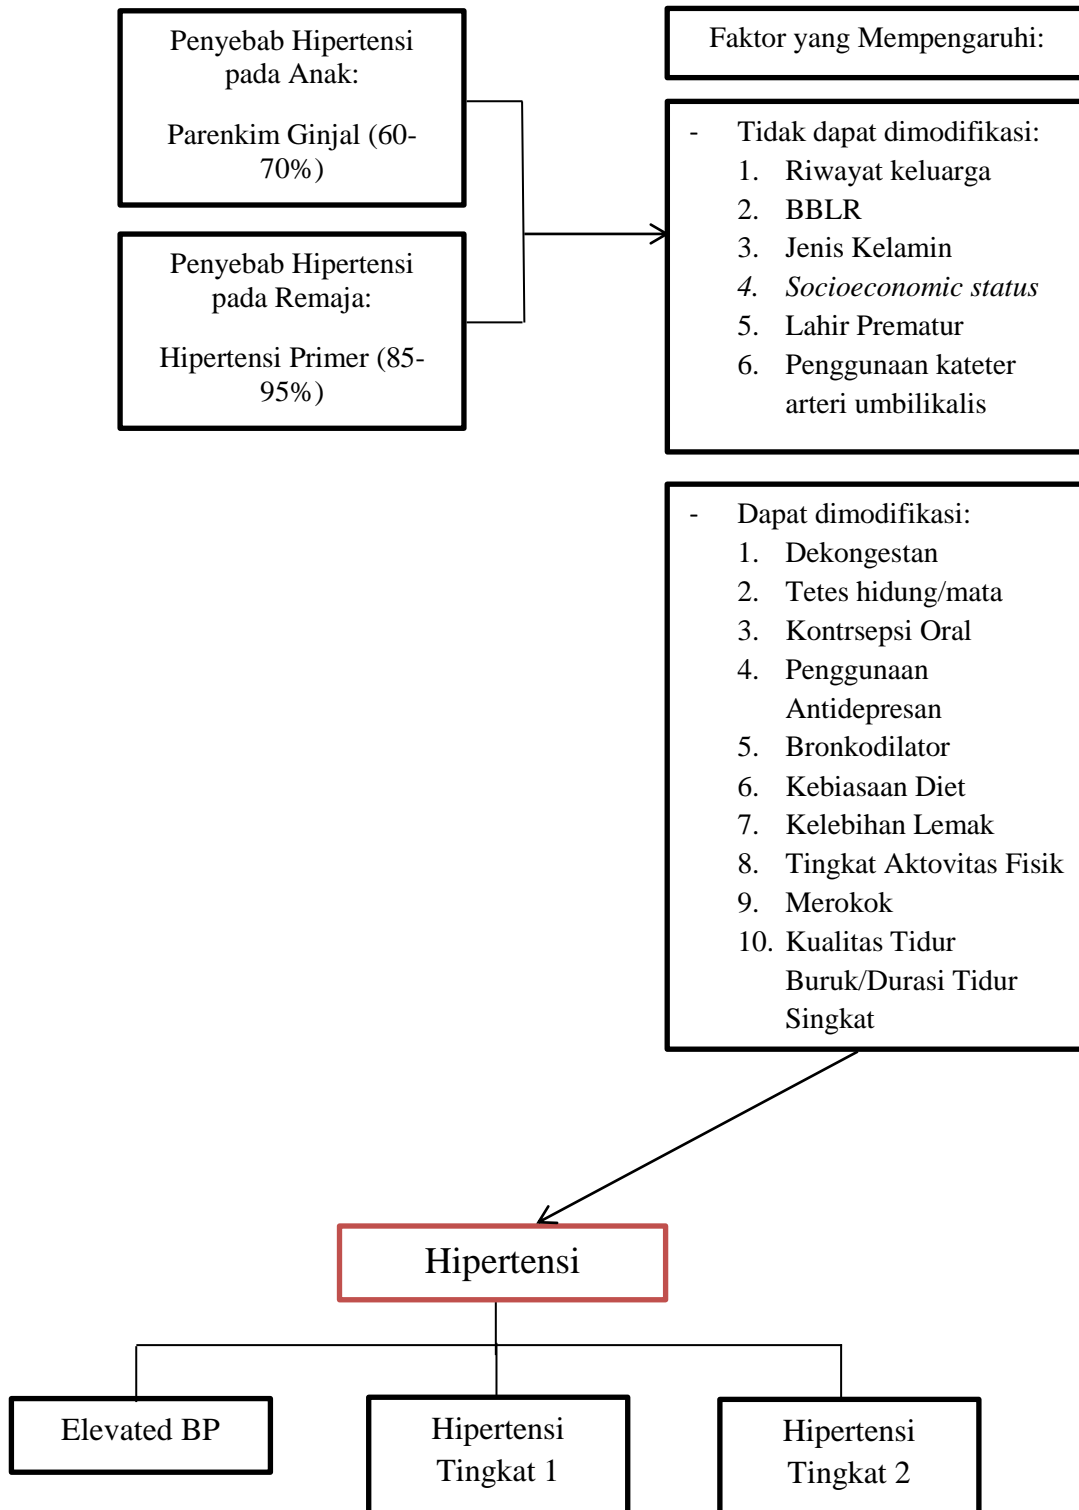 Penyebab Hipertensi
pada Anak:
Parenkim Ginjal (60-
70%)
Penyebab Hipertensi
pada Remaja:
Hipertensi Primer (85-
95%)
Faktor yang Mempengaruhi:
- Tidak dapat dimodifikasi:
1. Riwayat keluarga
2. BBLR
3. Jenis Kelamin
4. Socioeconomic status
5. Lahir Prematur
6. Penggunaan kateter
arteri umbilikalis
- Dapat dimodifikasi:
1. Dekongestan
2. Tetes hidung/mata
3. Kontrsepsi Oral
4. Penggunaan
Antidepresan
5. Bronkodilator
6. Kebiasaan Diet
7. Kelebihan Lemak
8. Tingkat Aktovitas Fisik
9. Merokok
10. Kualitas Tidur
Buruk/Durasi Tidur
Singkat
Hipertensi
Elevated BP
Hipertensi
Tingkat 1
Hipertensi
Tingkat 2